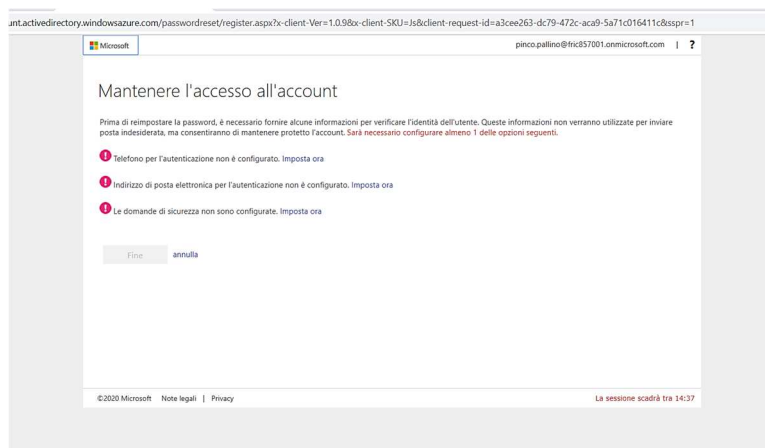 unt.activedirectory.windowsazure.com/passwordreset/register.aspx?x-client-Ver=1.0.9&x-client-SKU=Js&client-request-id=a3cee263-dc79-472c-aca9-5a71c016411c&sspr=1
Microsoft
pinco.pallino@fric857001.onmicrosoft.com | ?
Mantenere l'accesso all'account
Prima di reimpostare la password, è necessario fornire alcune informazioni per verificare l'identità dell'utente. Queste informazioni non verranno utilizzate per inviare
posta indesiderata, ma consentiranno di mantenere protetto l'account. Sarà necessario configurare almeno 1 delle opzioni seguenti.
Telefono per l'autenticazione non è configurato. Imposta ora
Indirizzo di posta elettronica per l'autenticazione non è configurato. Imposta ora
Le domande di sicurezza non sono configurate. Imposta ora
Fine annulla
©2020 Microsoft Note legali | Privacy
La sessione scadrà tra 14:37